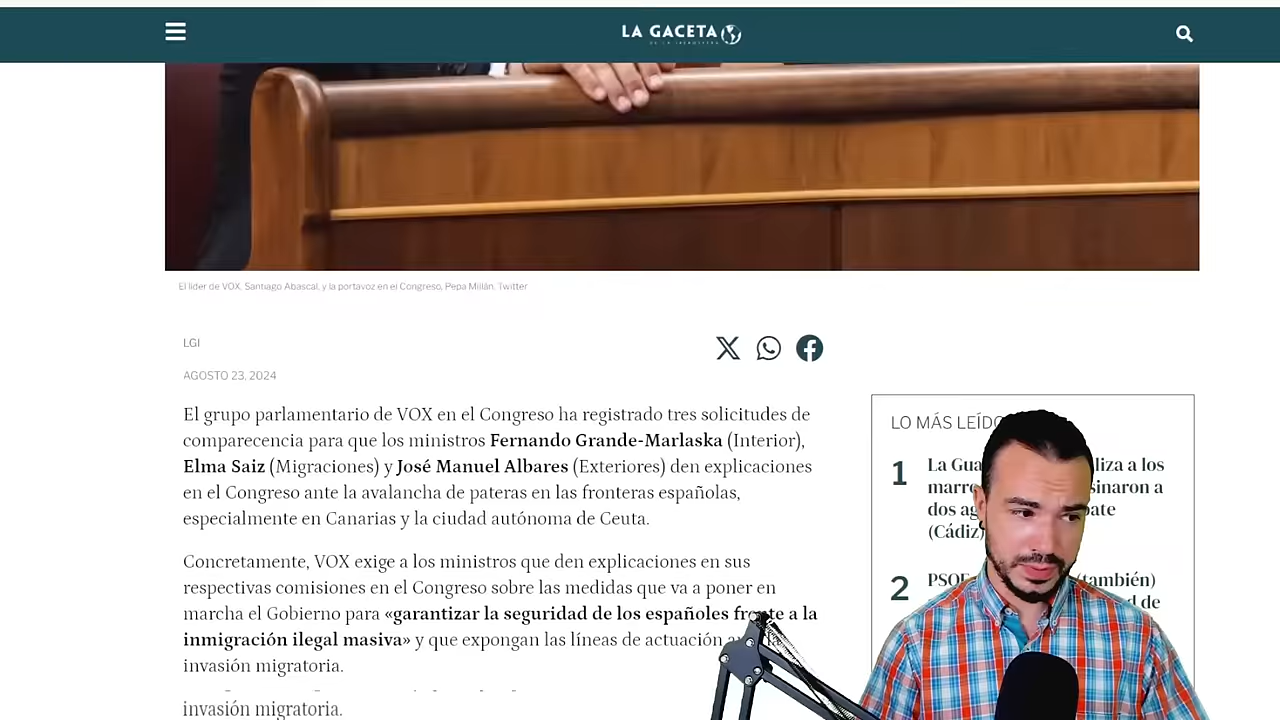 LA GACETA
El líder de VOX, Santiago Abascal, y la portavoz en el Congreso, Pepa Millán. Twitter
LGI
AGOSTO 23, 2024
El grupo parlamentario de VOX en el Congreso ha registrado tres solicitudes de
comparecencia para que los ministros Fernando Grande-Marlaska (Interior),
Elma Saiz (Migraciones) y José Manuel Albares (Exteriores) den explicaciones
en el Congreso ante la avalancha de pateras en las fronteras españolas,
especialmente en Canarias y la ciudad autónoma de Ceuta.
Concretamente, VOX exige a los ministros que den explicaciones en sus
respectivas comisiones en el Congreso sobre las medidas que va a poner en
marcha el Gobierno para «garantizar la seguridad de los españoles frente a la
inmigración ilegal masiva» y que expongan las líneas de actuación
invasión migratoria.
invasión migratoria.
LO MÁS LEÍDO
1
La Gua liza a los
marro sinaron a
dos ag bate
(Cádiz)
2
PSOE (también)
d de